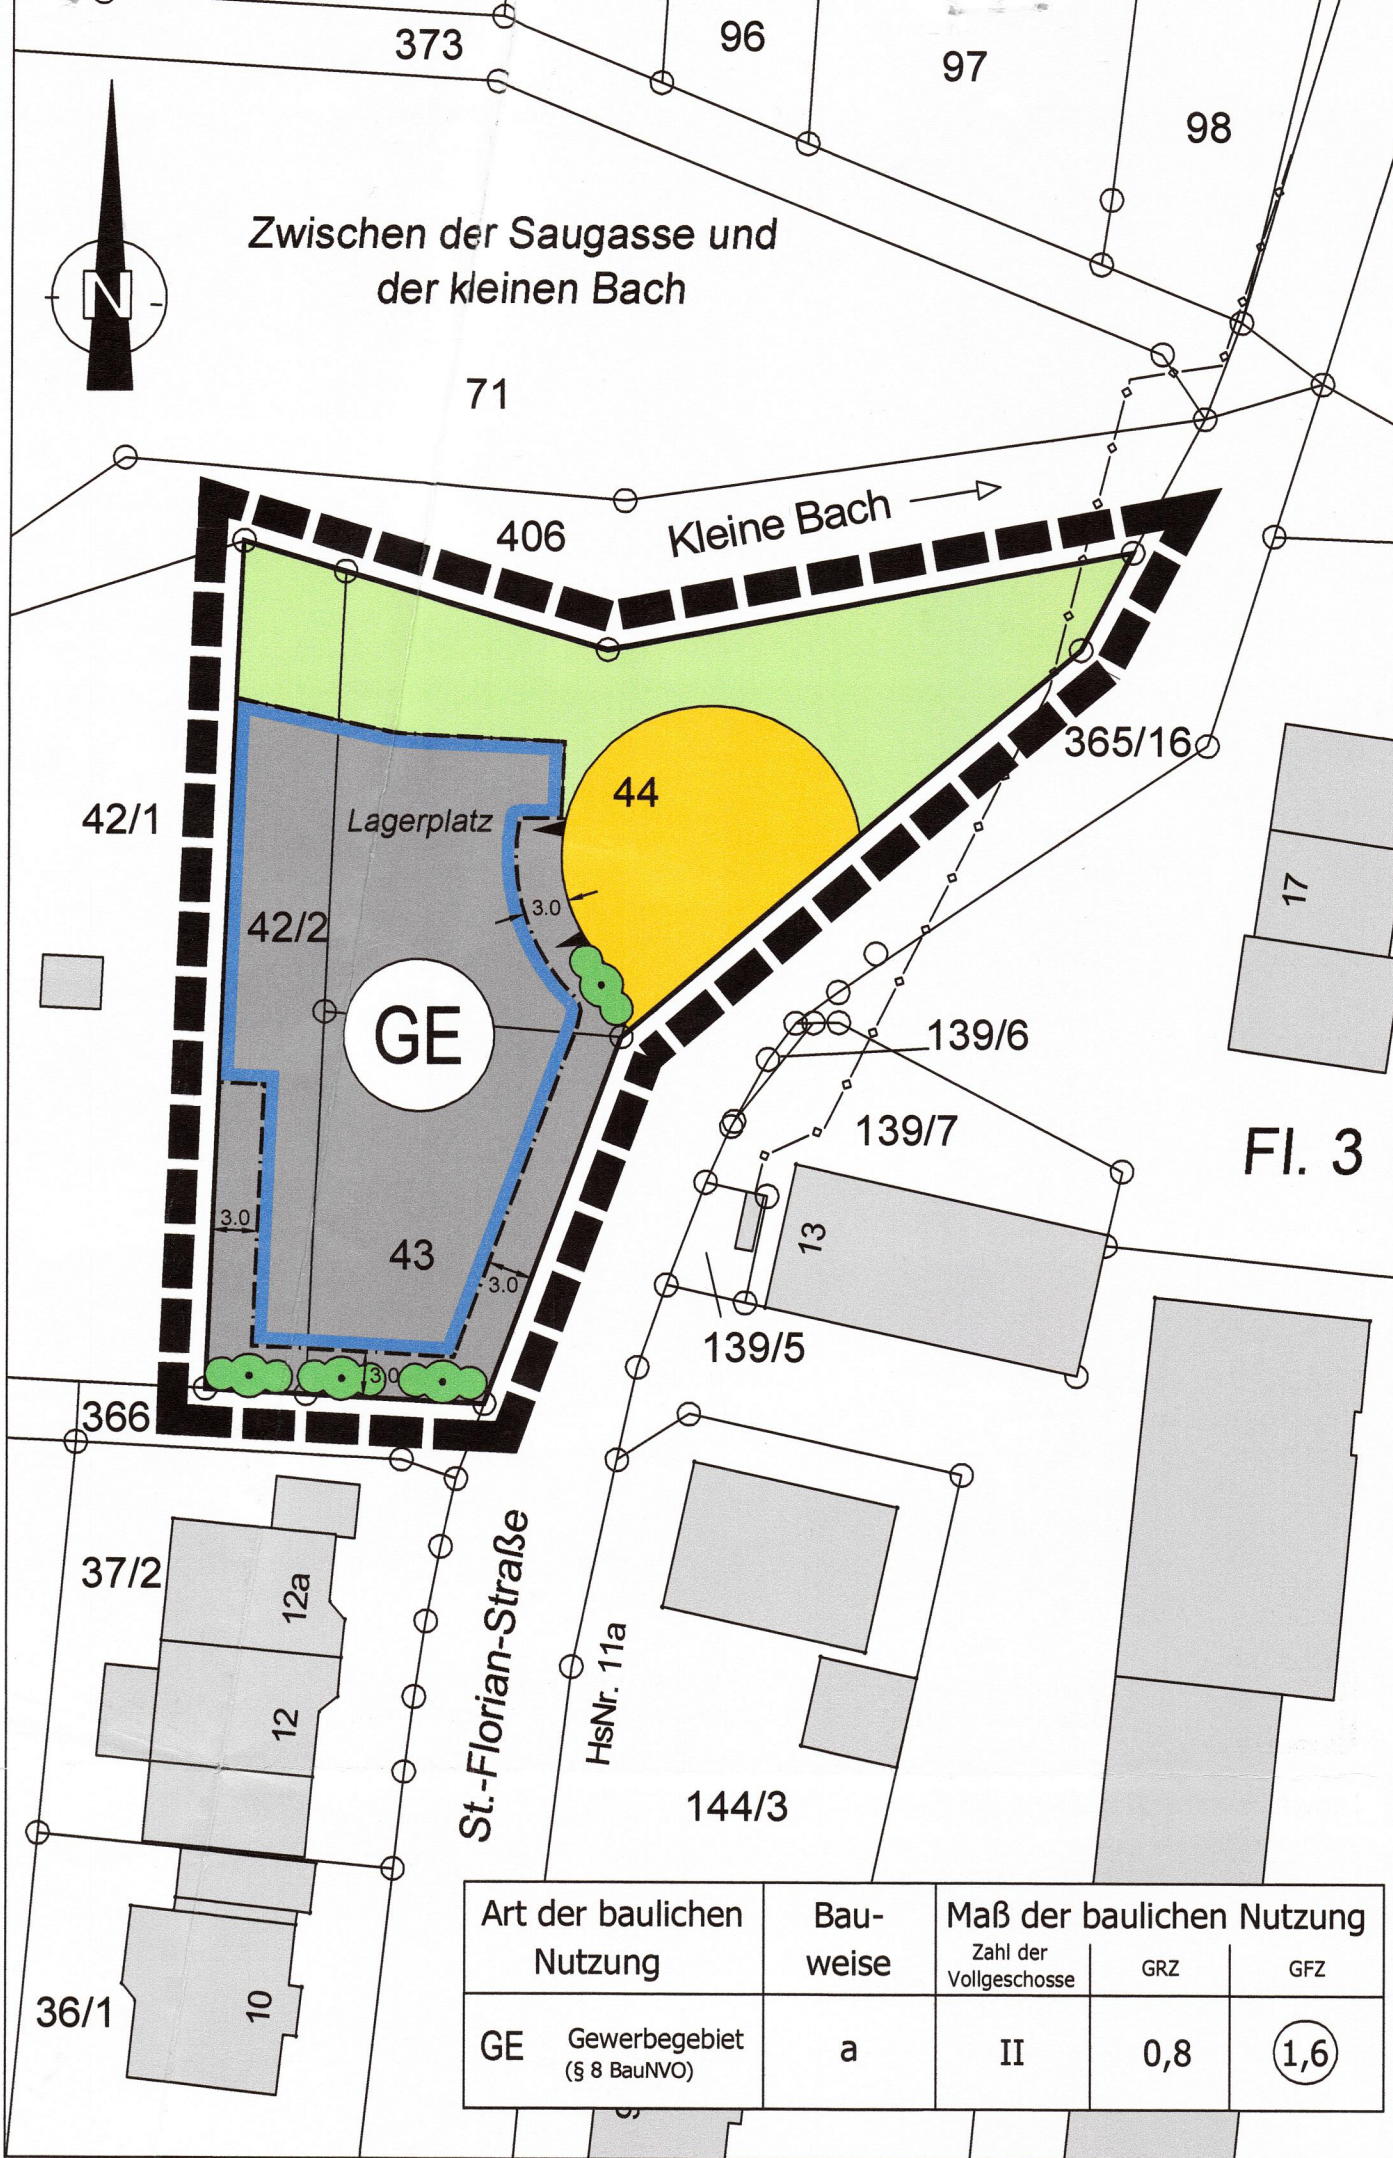 373
96
97
98
Zwischen der Saugasse und
der kleinen Bach
N
71
406
Kleine Bach
365/16
42/1
44
Lagerplatz
17
3.0
42/2
GE
139/6
139/7
Fl. 3
3.0
13
43
3.0
139/5
3.0
366
37/2
12a
St.-Florian-Straße
HsNr. 11a
12
144/3
36/1
10
Art der baulichen
Nutzung
Bau-
weise
Maß der baulichen Nutzung
Zahl der
Vollgeschosse
GRZ
GFZ
GE Gewerbegebiet
(§ 8 BauNVO)
a
II
0,8
1,6